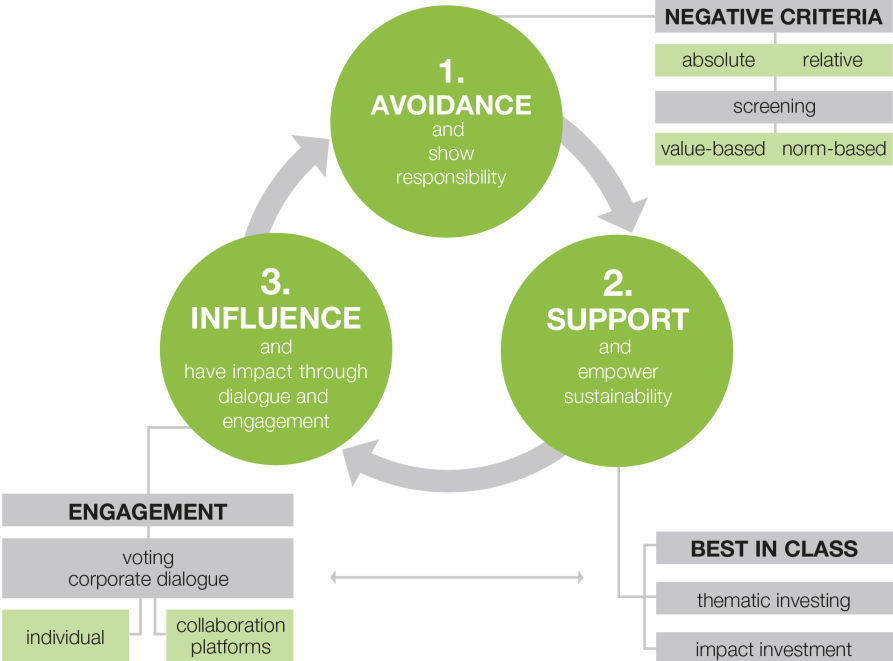 1.
AVOIDANCE
and
show
responsibility
NEGATIVE CRITERIA
absolute relative
screening
value-based norm-based
2.
SUPPORT
and
empower
sustainability
BEST IN CLASS
thematic investing
impact investment
3.
INFLUENCE
and
have impact through
dialogue and
engagement
ENGAGEMENT
voting
corporate dialogue
individual
collaboration
platforms